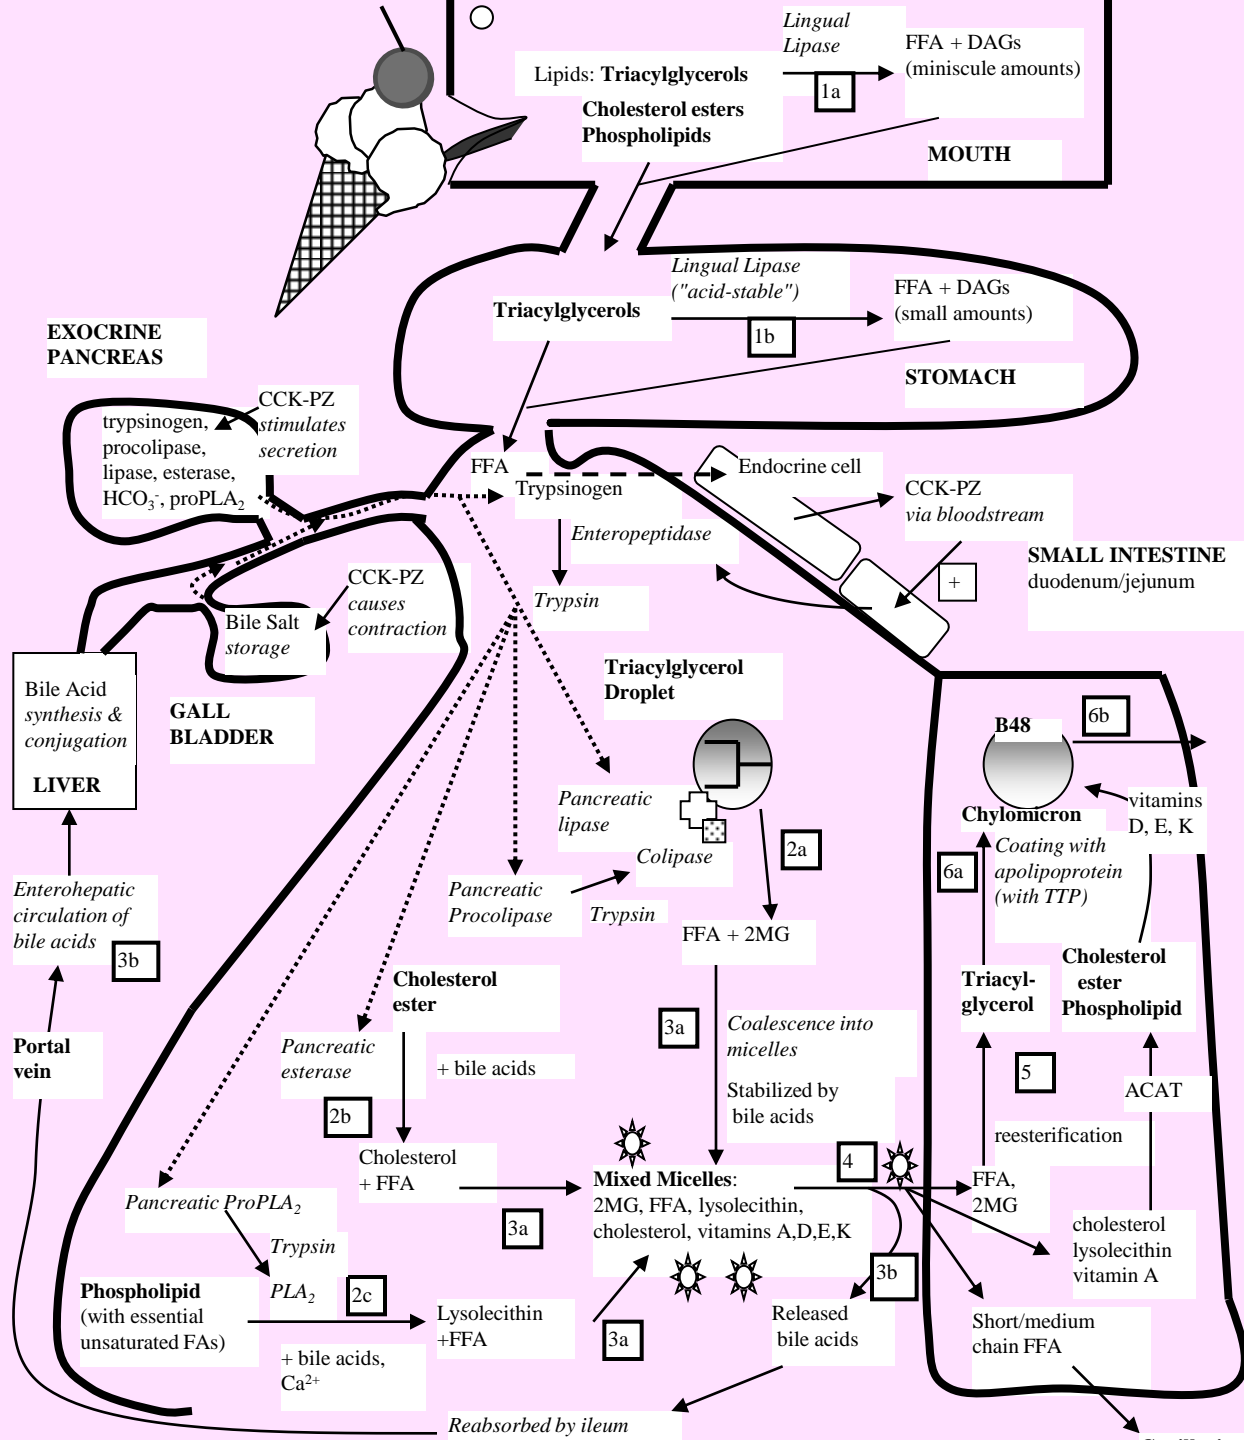 Lingual
Lipase
FFA + DAGs
(miniscule amounts)
Lipids: Triacylglycerols
1a
Cholesterol esters
Phospholipids
MOUTH
Lingual Lipase
("acid-stable")
FFA + DAGs
(small amounts)
Triacylglycerols
1b
STOMACH
EXOCRINE
PANCREAS
CCK-PZ
stimulates
secretion
trypsinogen,
procolipase,
lipase, esterase,
HCO3-, proPLA2
FFA
Trypsinogen
Endocrine cell
CCK-PZ
via bloodstream
Enteropeptidase
SMALL INTESTINE
duodenum/jejunum
+
Trypsin
CCK-PZ
causes
contraction
Bile Salt
storage
GALL
BLADDER
Bile Acid
synthesis &
conjugation
LIVER
Triacylglycerol
Droplet
B48
6b
vitamins
D, E, K
Chylomicron
Coating with
apolipoprotein
(with TTP)
6a
Pancreatic
lipase
Colipase
2a
Pancreatic
Procolipase
Trypsin
FFA + 2MG
Enterohepatic
circulation of
bile acids
3b
Cholesterol
ester
Triacyl-
glycerol
Cholesterol
ester
Phospholipid
3a
Coalescence into
micelles
Stabilized by
bile acids
Portal
vein
Pancreatic
esterase
+ bile acids
2b
5
ACAT
reesterification
Cholesterol
+ FFA
3a
Mixed Micelles:
2MG, FFA, lysolecithin,
cholesterol, vitamins A,D,E,K
4
FFA,
2MG
cholesterol
lysolecithin
vitamin A
Pancreatic ProPLA2
Trypsin
PLA2
2c
Phospholipid
(with essential
unsaturated FAs)
+ bile acids,
Ca2+
Lysolecithin
+FFA
3a
3b
Released
bile acids
Short/medium
chain FFA
Reabsorbed by ileum